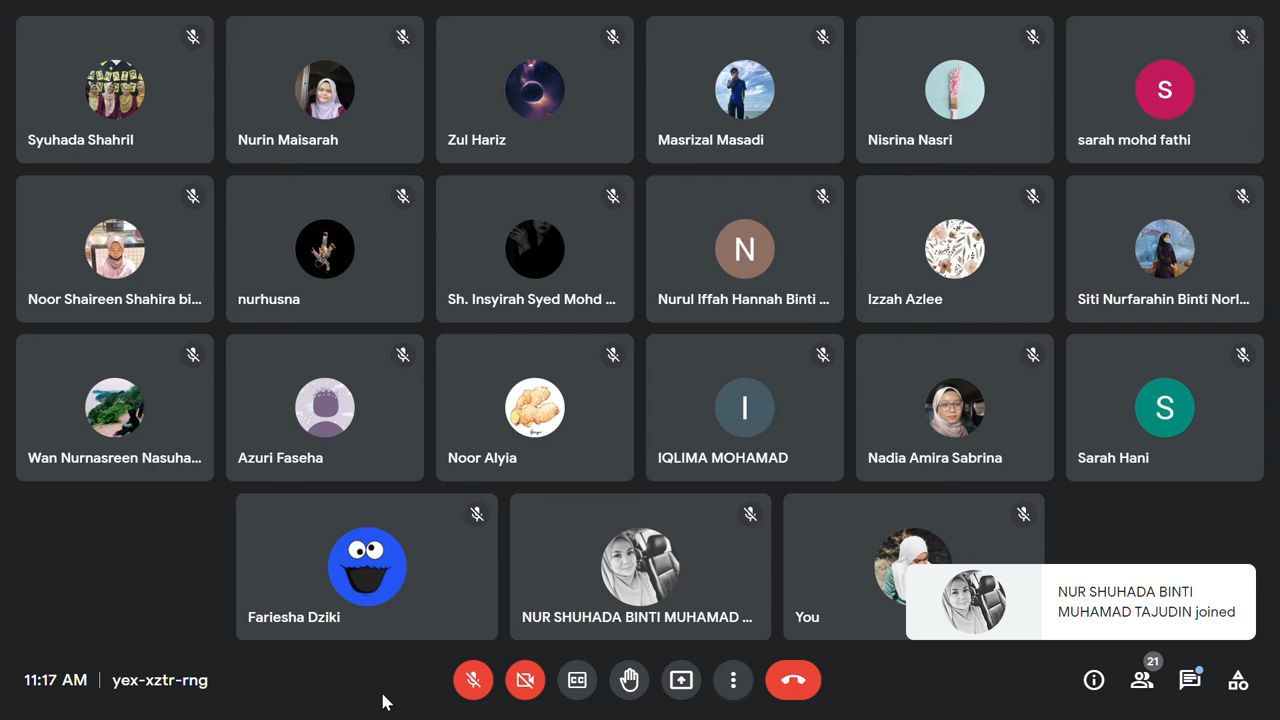 Syuhada Shahril
Nurin Maisarah
Zul Hariz
Masrizal Masadi
Nisrina Nasri
s
sarah mohd fathi
Noor Shaireen Shahira bi...
nurhusna
Sh. Insyirah Syed Mohd ...
N
Nurul Iffah Hannah Binti ...
Izzah Azlee
Siti Nurfarahin Binti Norl...
Wan Nurnasreen Nasuha...
Azuri Faseha
Noor Alyia
I
IQLIMA MOHAMAD
Nadia Amira Sabrina
S
Sarah Hani
Fariesha Dziki
NUR SHUHADA BINTI MUHAMAD ...
You
NUR SHUHADA BINTI
MUHAMAD TAJUDIN joined
11:17 AM | yex-xztr-rng
CC
21